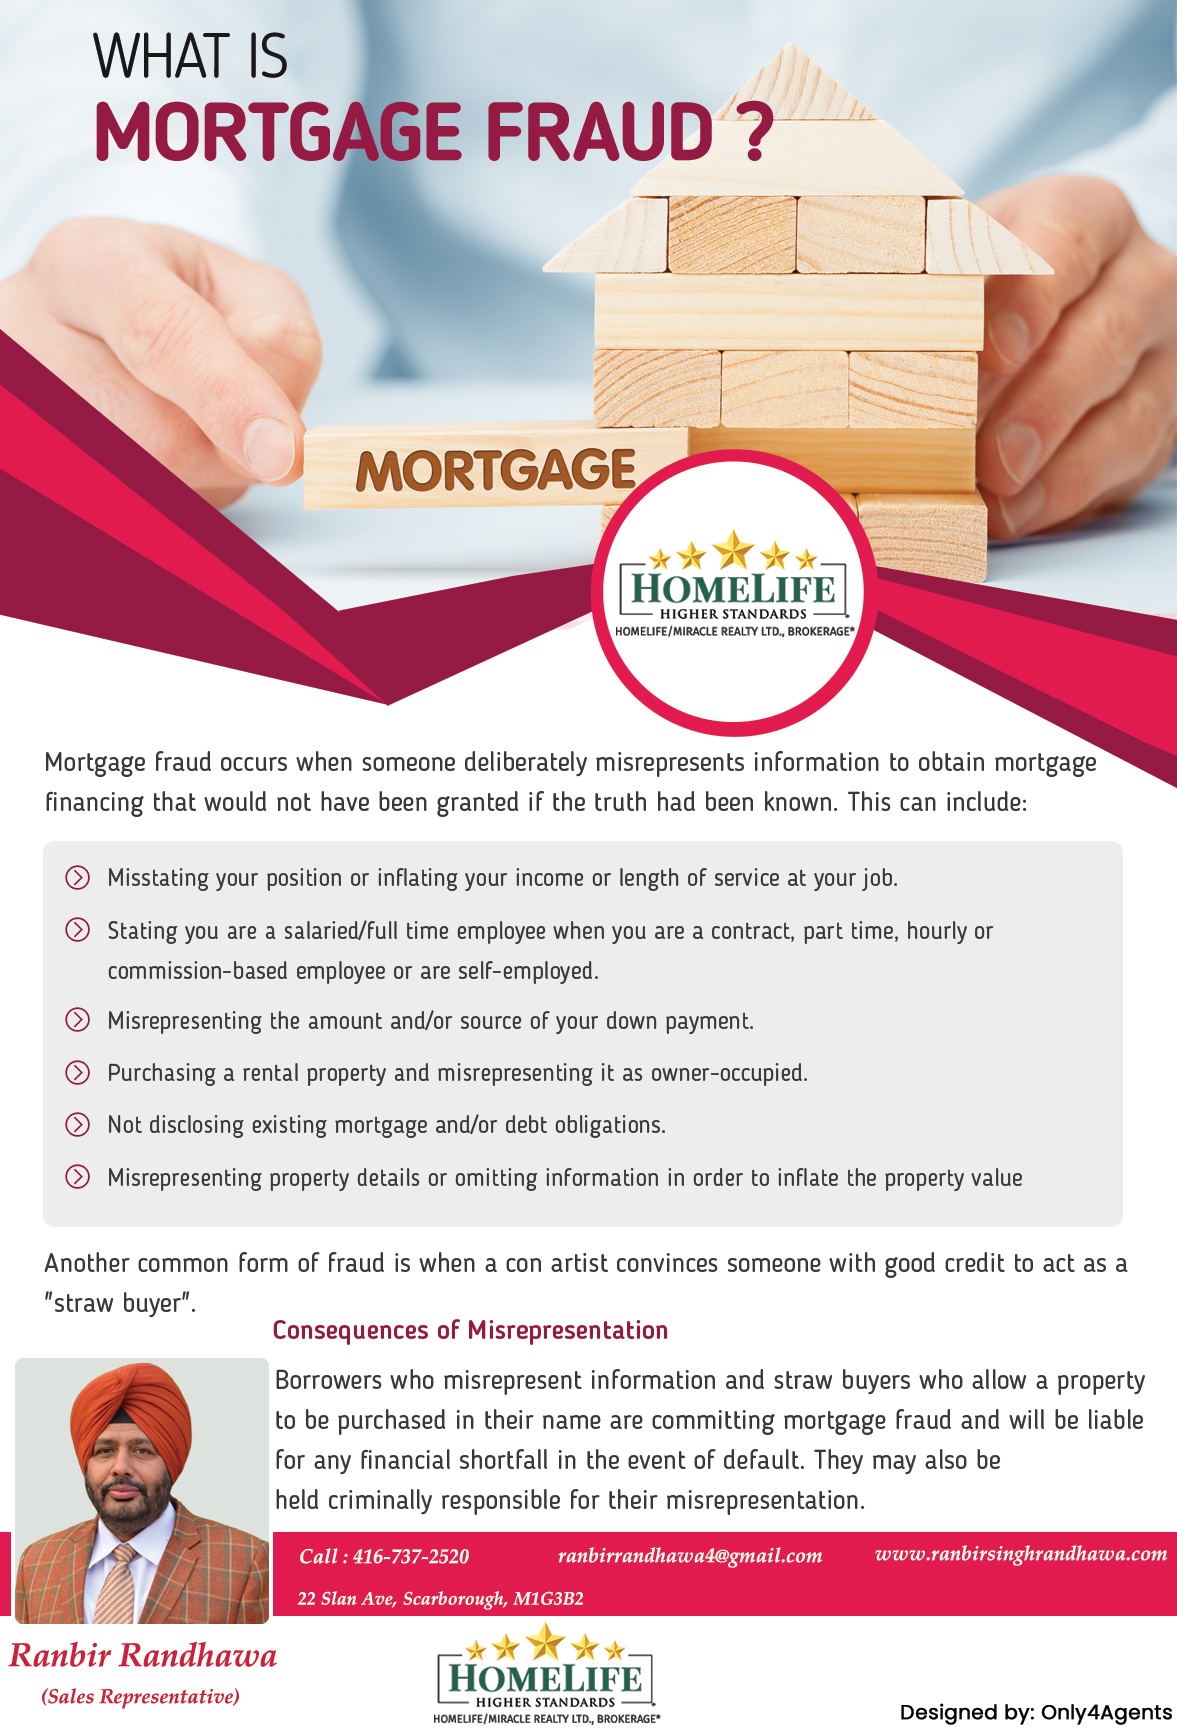 WHAT IS
MORTGAGE FRAUD ?
MORTGAGE
HOMELIFE
HIGHER STANDARDS
HOMELIFE/MIRACLE REALTY LTD., BROKERAGE*
Mortgage fraud occurs when someone deliberately misrepresents information to obtain mortgage
financing that would not have been granted if the truth had been known. This can include:
Misstating your position or inflating your income or length of service at your job.
Stating you are a salaried/full time employee when you are a contract, part time, hourly or
commission-based employee or are self-employed.
Misrepresenting the amount and/or source of your down payment.
Purchasing a rental property and misrepresenting it as owner-occupied.
Not disclosing existing mortgage and/or debt obligations.
Misrepresenting property details or omitting information in order to inflate the property value
Another common form of fraud is when a con artist convinces someone with good credit to act as a
"straw buyer".
Consequences of Misrepresentation
Borrowers who misrepresent information and straw buyers who allow a property
to be purchased in their name are committing mortgage fraud and will be liable
for any financial shortfall in the event of default. They may also be
held criminally responsible for their misrepresentation.
Call : 416-737-2520 ranbirrandhawa4@gmail.com www.ranbirsinghrandhawa.com
22 Slan Ave, Scarborough, M1G3B2
Ranbir Randhawa
(Sales Representative)
HOMELIFE
HIGHER STANDARDS
HOMELIFE/MIRACLE REALTY LTD., BROKERAGE*
Designed by: Only4Agents